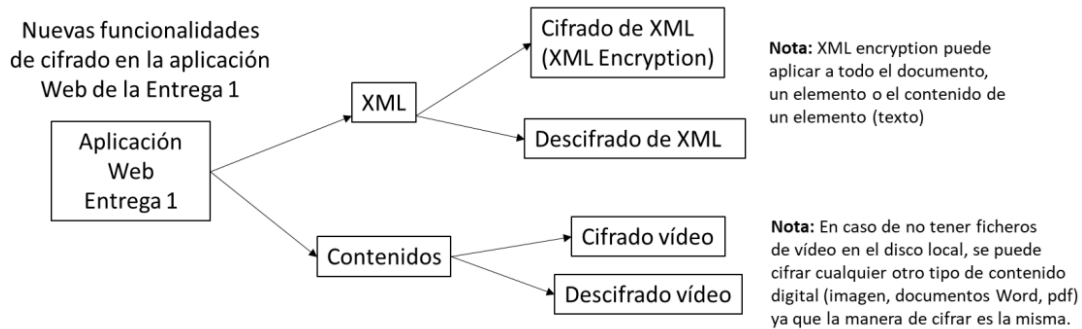 Nuevas funcionalidades
de cifrado en la aplicación
Web de la Entrega 1
Aplicación
Web
Entrega 1
XML
Cifrado de XML
(XML Encryption)
Descifrado de XML
Nota: XML encryption puede
aplicar a todo el documento,
un elemento o el contenido de
un elemento (texto)
Contenidos
Cifrado vídeo
Descifrado vídeo
Nota: En caso de no tener ficheros
de vídeo en el disco local, se puede
cifrar cualquier otro tipo de contenido
digital (imagen, documentos Word, pdf)
ya que la manera de cifrar es la misma.